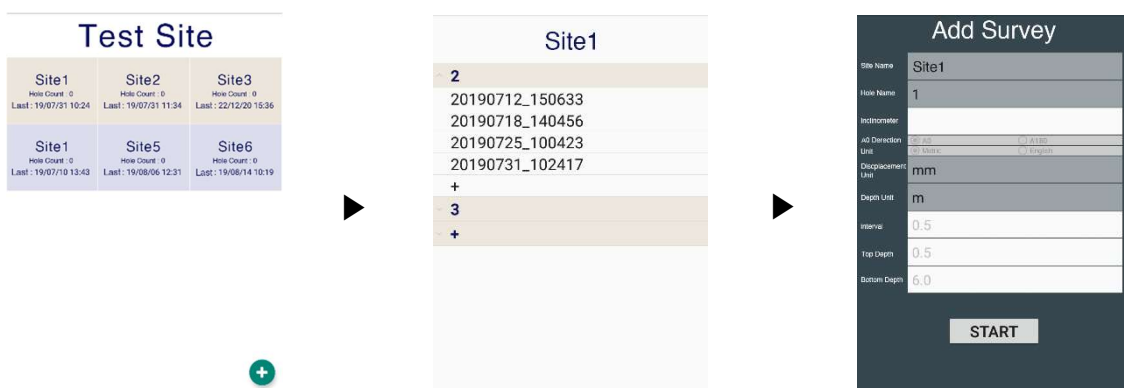 Test Site
Site1 Site2 Site3
Hole Count : 0 Hole Count : 0 Hole Count : 0
Last : 19/07/31 10:24 Last : 19/07/31 11:34 Last : 22/12/20 15:36
Site1 Site5 Site6
Hole Count : 0 Hole Count : 0 Hole Count : 0
Last : 19/07/10 13:43 Last : 19/08/06 12:31 Last : 19/08/14 10:19
+
Site1
2
20190712_150633
20190718_140456
20190725_100423
20190731_102417
+
3
+
Add Survey
Site Name Site1
Hole Name 1
Inclinometer
A0 Derection A0 A180
Unit Metric English
Discplacement
Unit mm
Depth Unit m
Interval 0.5
Top Depth 0.5
Bottom Depth 6.0
START